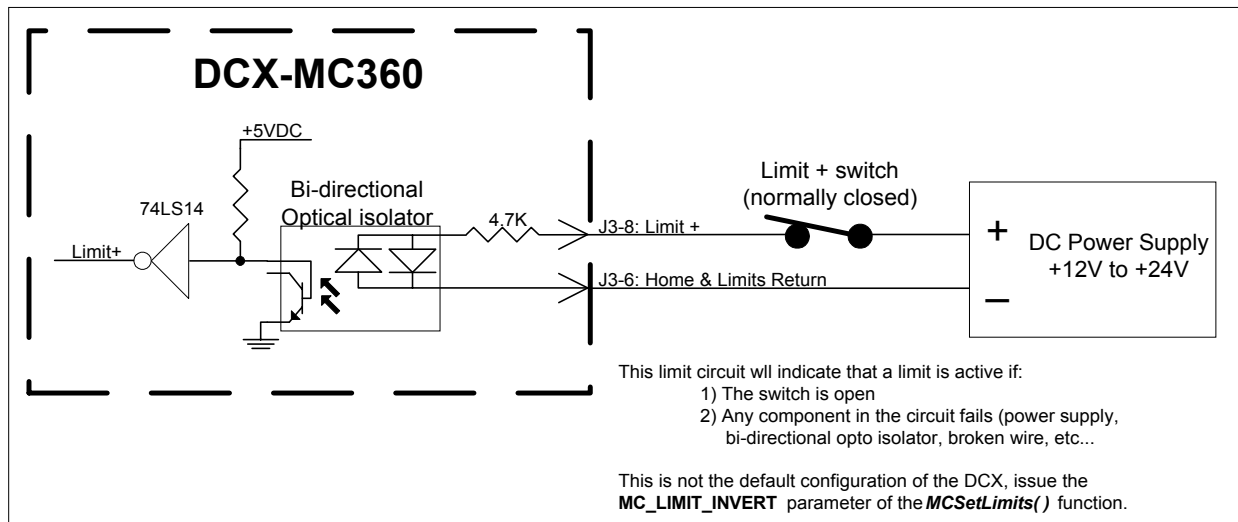 DCX-MC360
+5VDC
Bi-directional
Optical isolator
74LS14
4.7K
Limit+
J3-8: Limit +
J3-6: Home & Limits Return
Limit + switch
(normally closed)
+
DC Power Supply
+12V to +24V
–
This limit circuit wll indicate that a limit is active if:
1) The switch is open
2) Any component in the circuit fails (power supply,
bi-directional opto isolator, broken wire, etc...
This is not the default configuration of the DCX, issue the
MC_LIMIT_INVERT parameter of the MCSetLimits( ) function.